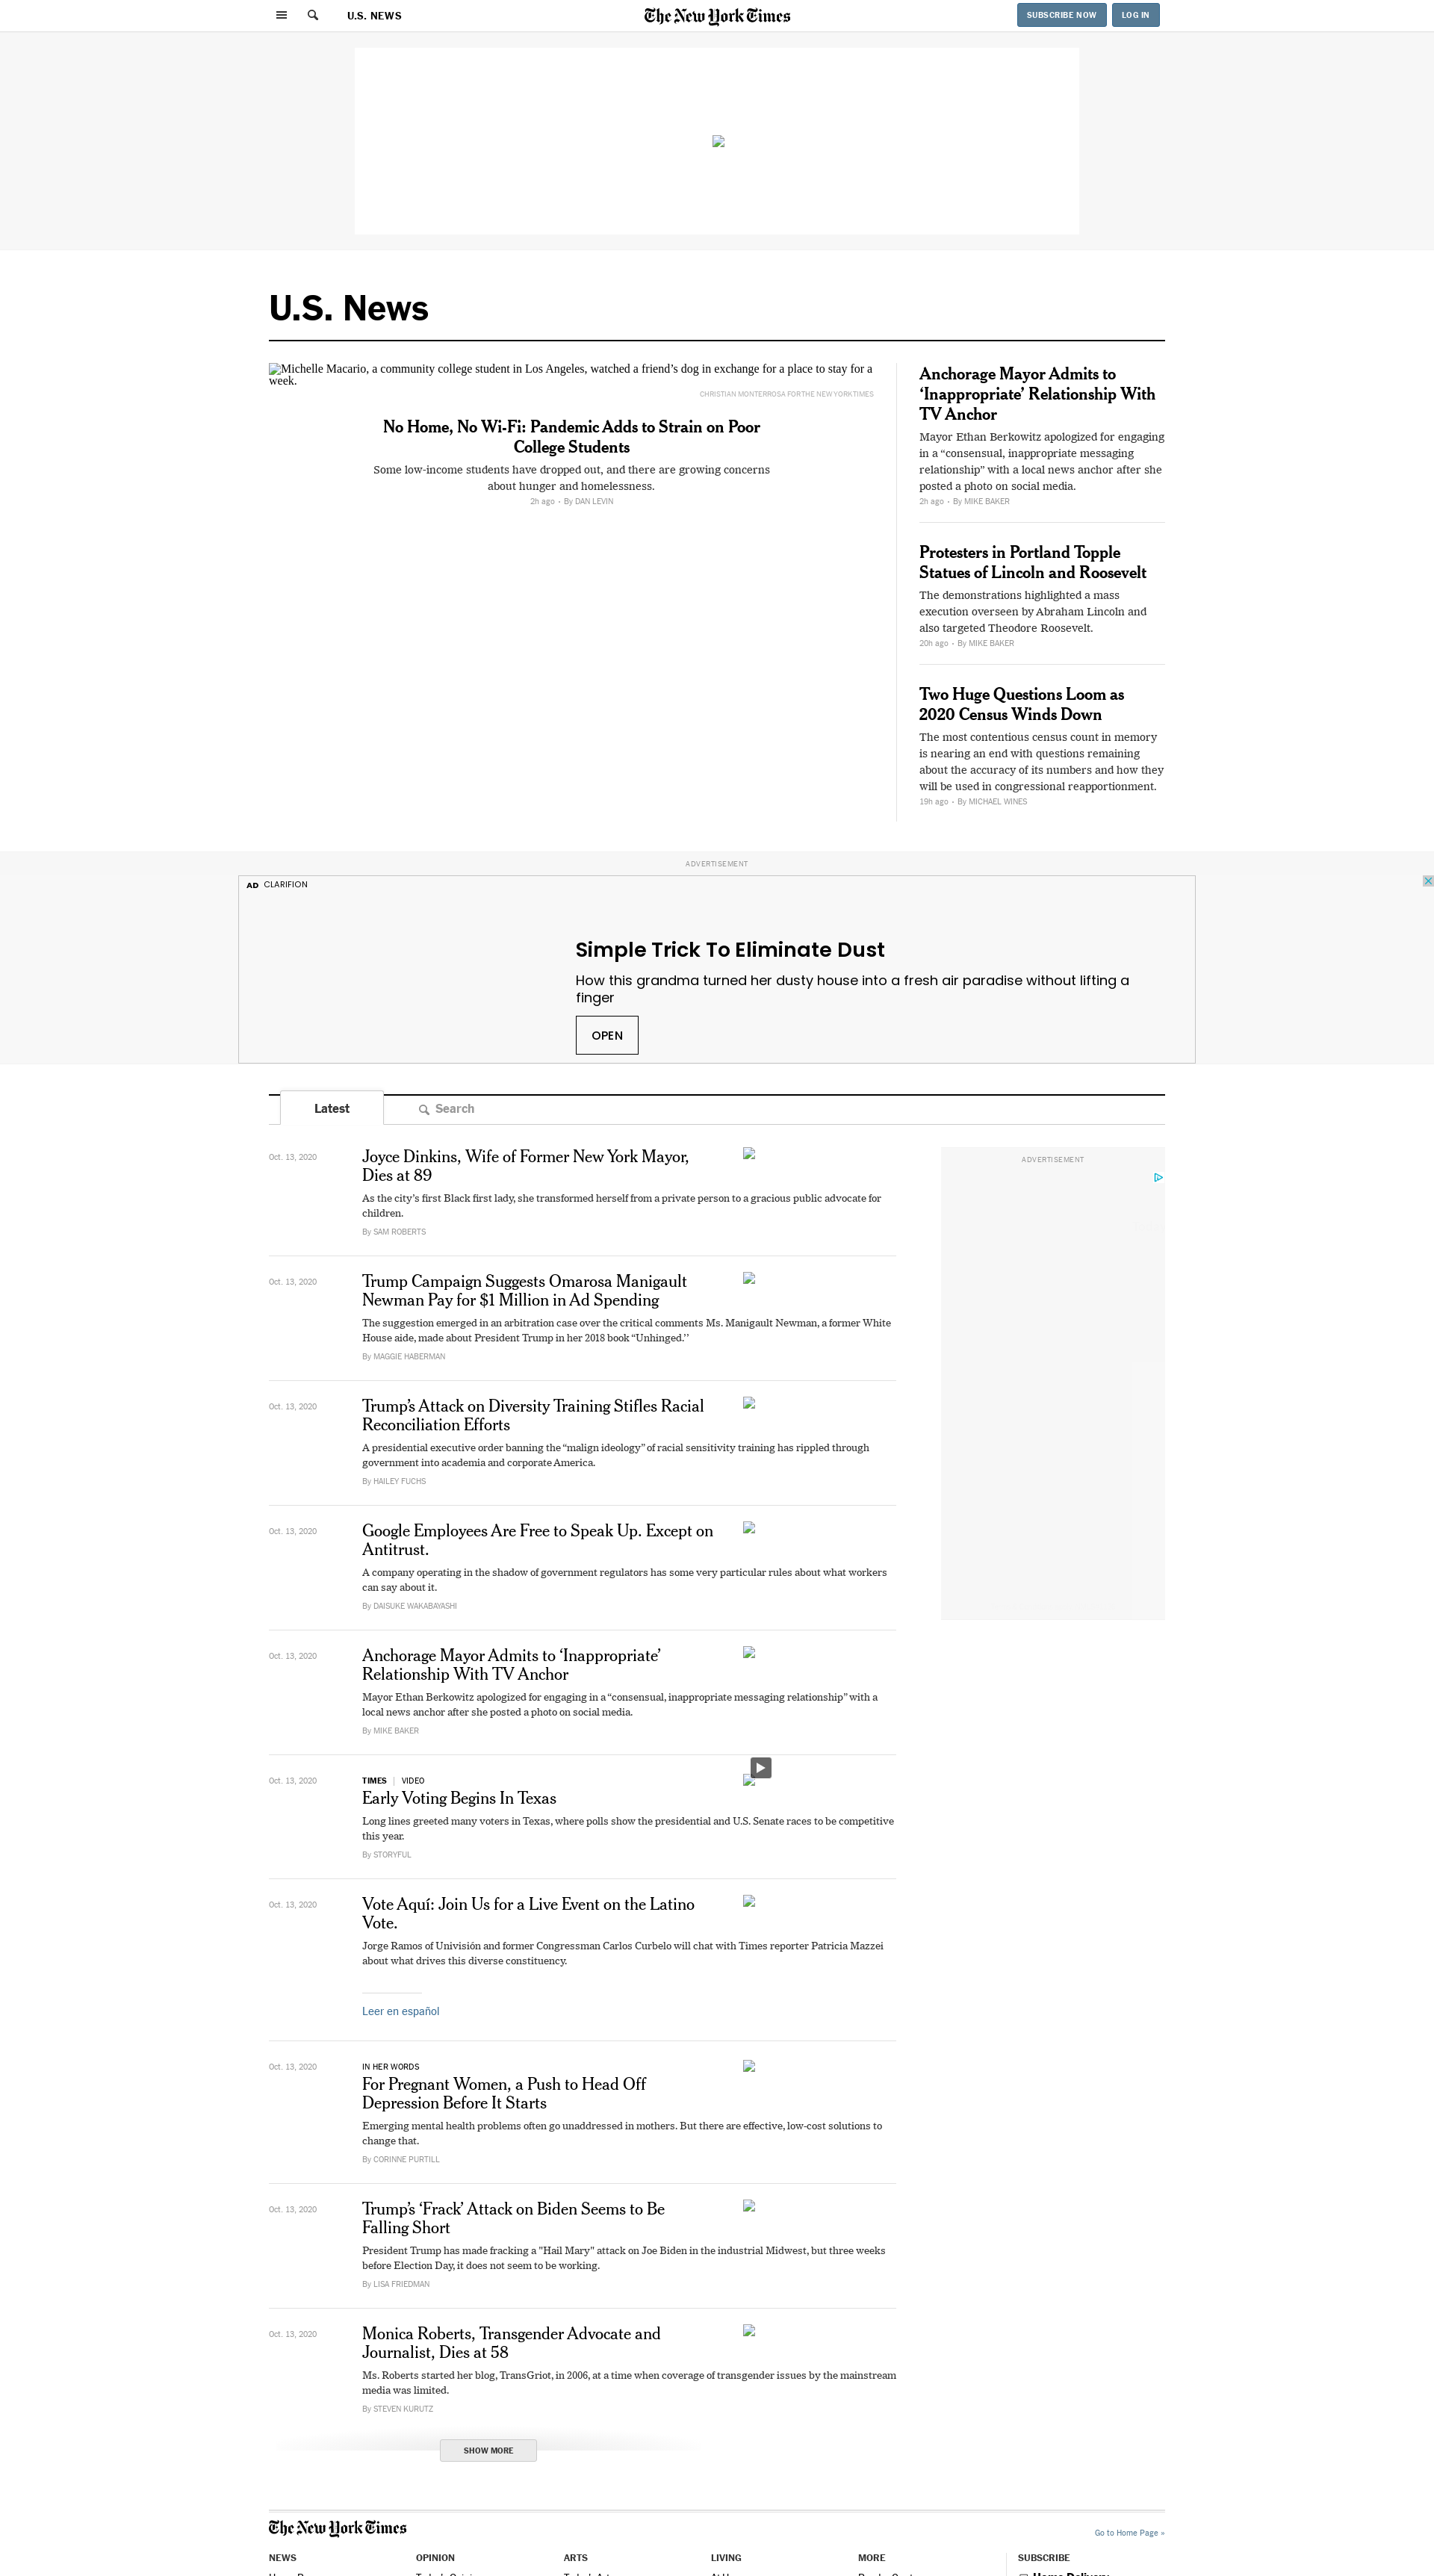 U.S. NEWS
The New York Times
SUBSCRIBE NOW
LOG IN
U.S. News
Michelle Macario, a community college student in Los Angeles, watched a friend’s dog in exchange for a place to stay for a
week.
CHRISTIAN MONTERROSA FOR THE NEW YORK TIMES
No Home, No Wi-Fi: Pandemic Adds to Strain on Poor
College Students
Some low-income students have dropped out, and there are growing concerns
about hunger and homelessness.
2h ago • By DAN LEVIN
Anchorage Mayor Admits to
‘Inappropriate’ Relationship With
TV Anchor
Mayor Ethan Berkowitz apologized for engaging
in a “consensual, inappropriate messaging
relationship” with a local news anchor after she
posted a photo on social media.
2h ago • By MIKE BAKER
Protesters in Portland Topple
Statues of Lincoln and Roosevelt
The demonstrations highlighted a mass
execution overseen by Abraham Lincoln and
also targeted Theodore Roosevelt.
20h ago • By MIKE BAKER
Two Huge Questions Loom as
2020 Census Winds Down
The most contentious census count in memory
is nearing an end with questions remaining
about the accuracy of its numbers and how they
will be used in congressional reapportionment.
19h ago • By MICHAEL WINES
ADVERTISEMENT
AD CLARIFION
Simple Trick To Eliminate Dust
How this grandma turned her dusty house into a fresh air paradise without lifting a
finger
OPEN
Latest
Search
Oct. 13, 2020
Joyce Dinkins, Wife of Former New York Mayor,
Dies at 89
As the city’s first Black first lady, she transformed herself from a private person to a gracious public advocate for
children.
By SAM ROBERTS
ADVERTISEMENT
Oct. 13, 2020
Trump Campaign Suggests Omarosa Manigault
Newman Pay for $1 Million in Ad Spending
The suggestion emerged in an arbitration case over the critical comments Ms. Manigault Newman, a former White
House aide, made about President Trump in her 2018 book “Unhinged.’’
By MAGGIE HABERMAN
Oct. 13, 2020
Trump’s Attack on Diversity Training Stifles Racial
Reconciliation Efforts
A presidential executive order banning the “malign ideology” of racial sensitivity training has rippled through
government into academia and corporate America.
By HAILEY FUCHS
Oct. 13, 2020
Google Employees Are Free to Speak Up. Except on
Antitrust.
A company operating in the shadow of government regulators has some very particular rules about what workers
can say about it.
By DAISUKE WAKABAYASHI
Oct. 13, 2020
Anchorage Mayor Admits to ‘Inappropriate’
Relationship With TV Anchor
Mayor Ethan Berkowitz apologized for engaging in a “consensual, inappropriate messaging relationship” with a
local news anchor after she posted a photo on social media.
By MIKE BAKER
Oct. 13, 2020
TIMES | VIDEO
Early Voting Begins In Texas
Long lines greeted many voters in Texas, where polls show the presidential and U.S. Senate races to be competitive
this year.
By STORYFUL
Oct. 13, 2020
Vote Aquí: Join Us for a Live Event on the Latino
Vote.
Jorge Ramos of Univisión and former Congressman Carlos Curbelo will chat with Times reporter Patricia Mazzei
about what drives this diverse constituency.
Leer en español
Oct. 13, 2020
IN HER WORDS
For Pregnant Women, a Push to Head Off
Depression Before It Starts
Emerging mental health problems often go unaddressed in mothers. But there are effective, low-cost solutions to
change that.
By CORINNE PURTILL
Oct. 13, 2020
Trump’s ‘Frack’ Attack on Biden Seems to Be
Falling Short
President Trump has made fracking a "Hail Mary" attack on Joe Biden in the industrial Midwest, but three weeks
before Election Day, it does not seem to be working.
By LISA FRIEDMAN
Oct. 13, 2020
Monica Roberts, Transgender Advocate and
Journalist, Dies at 58
Ms. Roberts started her blog, TransGriot, in 2006, at a time when coverage of transgender issues by the mainstream
media was limited.
By STEVEN KURUTZ
SHOW MORE
The New York Times
Go to Home Page »
NEWS
OPINION
ARTS
LIVING
MORE
SUBSCRIBE